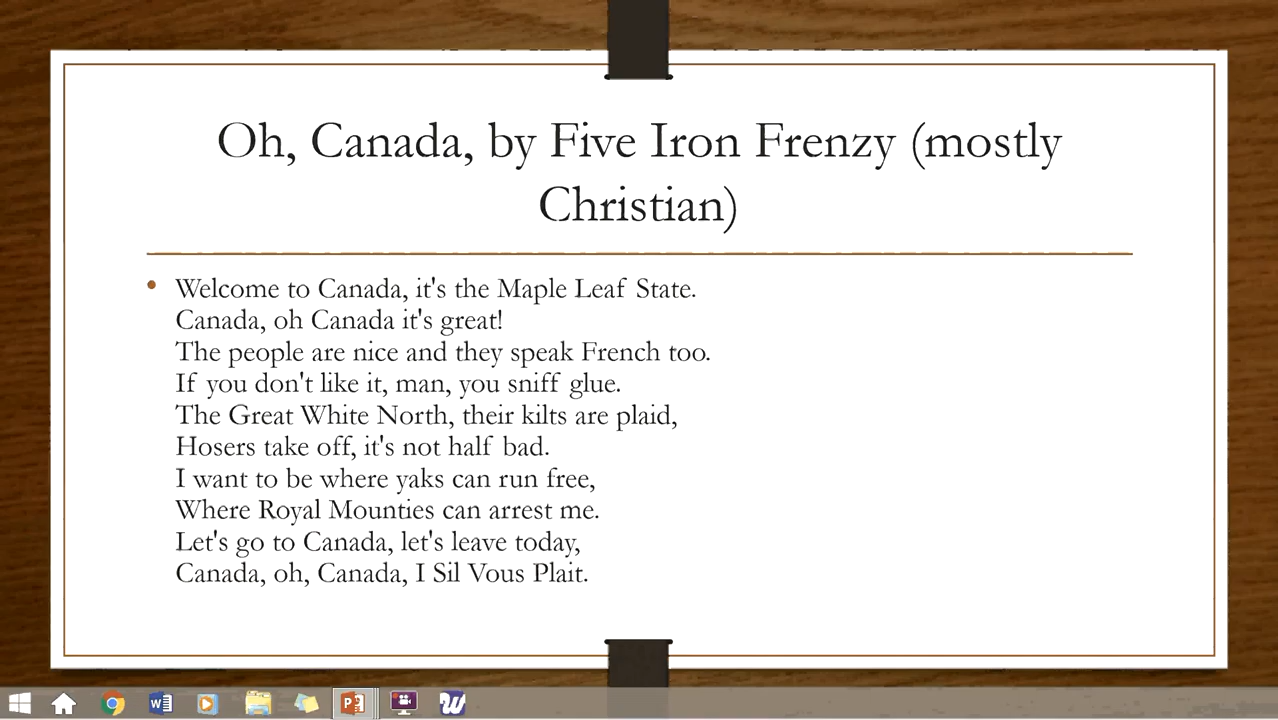 Oh, Canada, by Five Iron Frenzy (mostly
Christian)
• Welcome to Canada, it's the Maple Leaf State.
Canada, oh Canada it's great!
The people are nice and they speak French too.
If you don't like it, man, you sniff glue.
The Great White North, their kilts are plaid,
Hosers take off, it's not half bad.
I want to be where yaks can run free,
Where Royal Mounties can arrest me.
Let's go to Canada, let's leave today,
Canada, oh, Canada, I Sil Vous Plait.